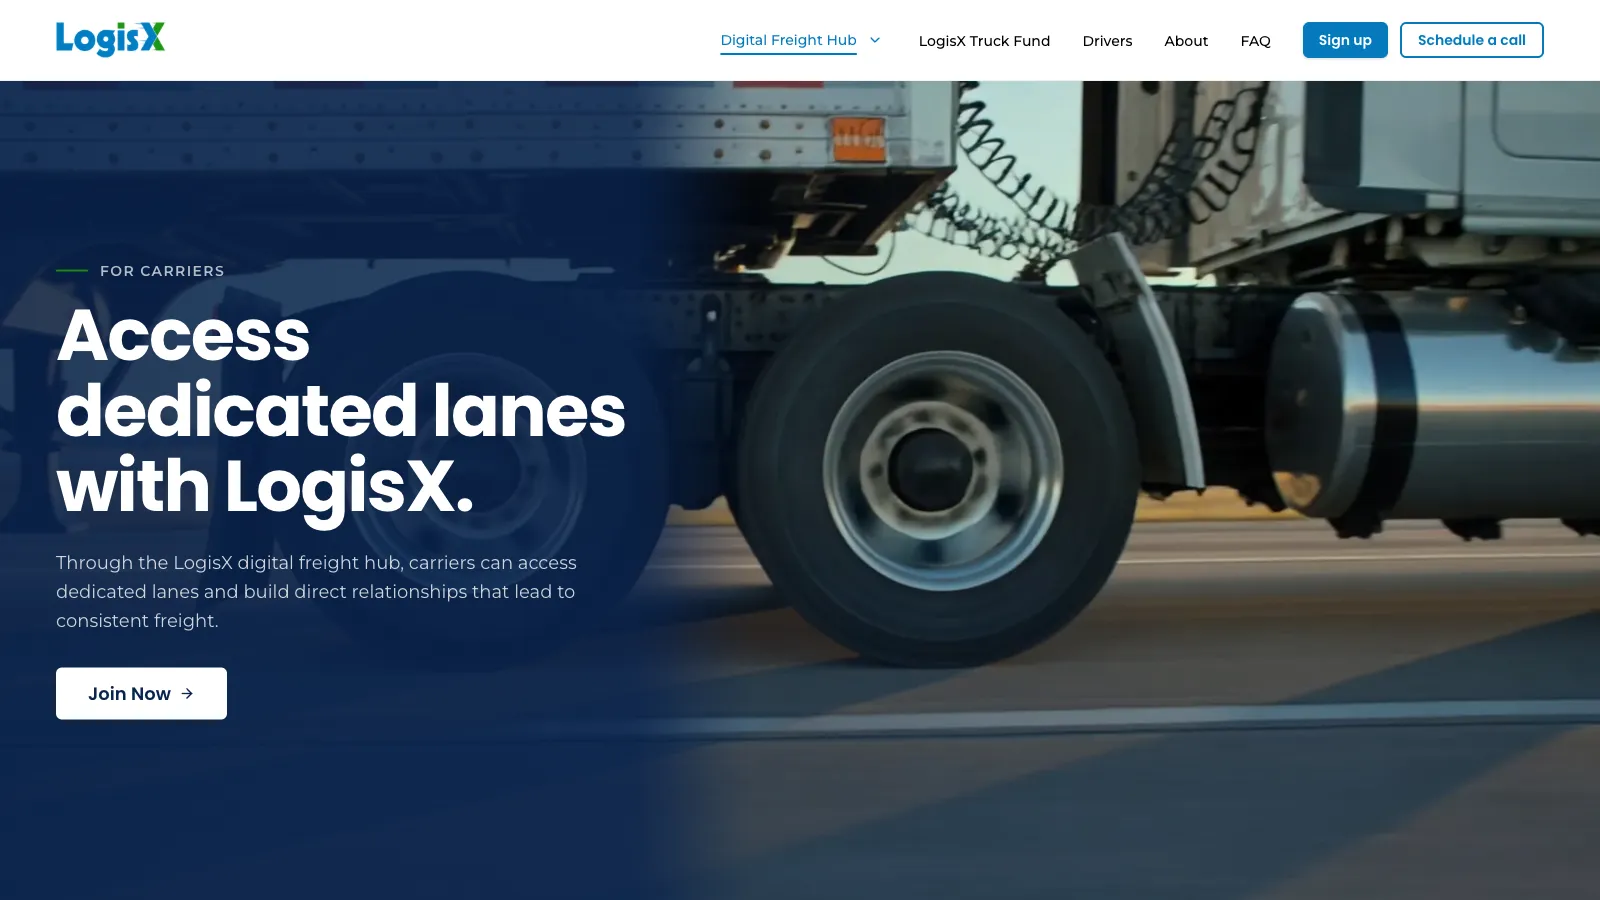 LogisX
Digital Freight Hub
LogisX Truck Fund
Drivers
About
FAQ
Sign up
Schedule a call
FOR CARRIERS
Access
dedicated lanes
with LogisX.
Through the LogisX digital freight hub, carriers can access
dedicated lanes and build direct relationships that lead to
consistent freight.
Join Now →